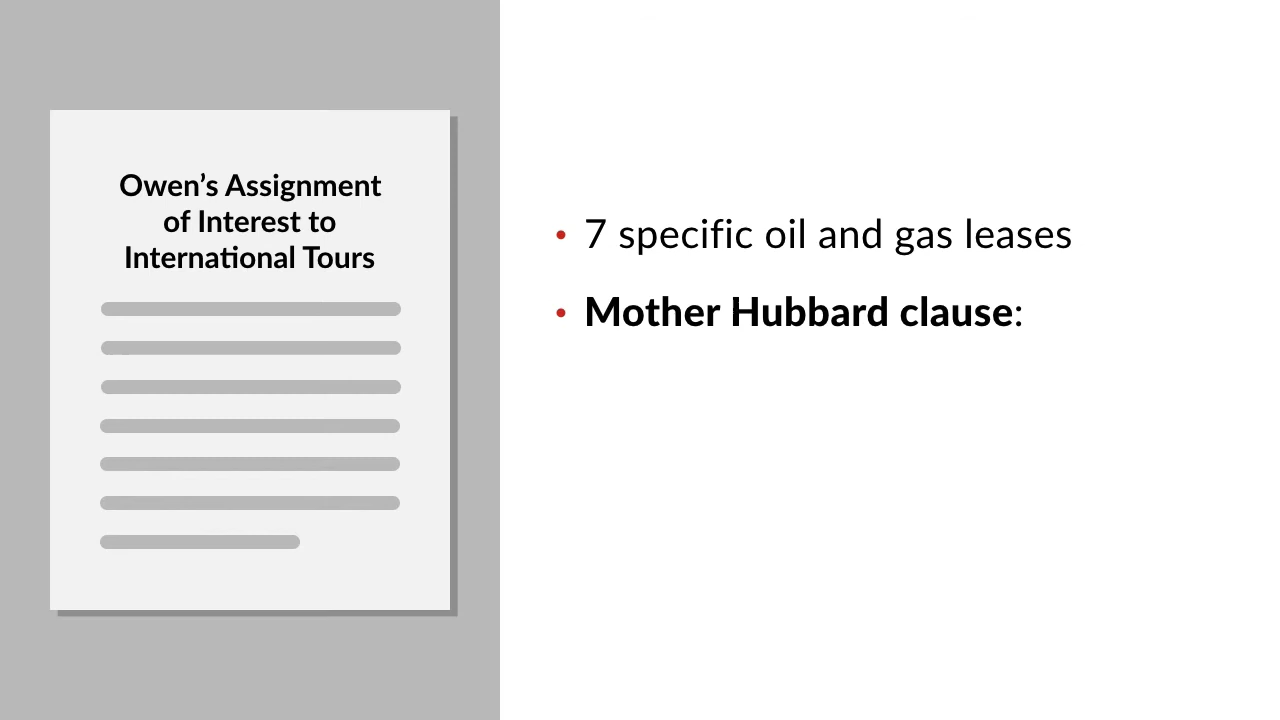 Owen’s Assignment
of Interest to
International Tours
• 7 specific oil and gas leases
• Mother Hubbard clause: